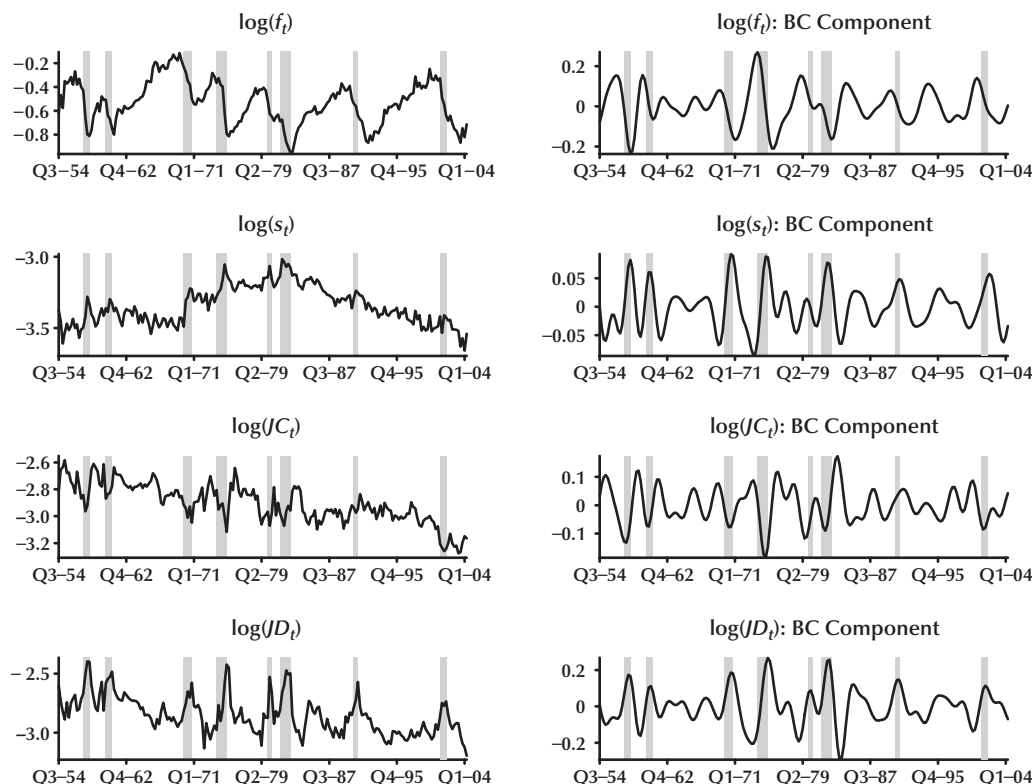 log(f_t)
−0.2
−0.4
−0.6
−0.8
Q3–54 Q4–62 Q1–71 Q2–79 Q3–87 Q4–95 Q1–04
log(f_t): BC Component
0.2
0
−0.2
Q3–54 Q4–62 Q1–71 Q2–79 Q3–87 Q4–95 Q1–04
log(s_t)
−3.0
−3.5
Q3–54 Q4–62 Q1–71 Q2–79 Q3–87 Q4–95 Q1–04
log(s_t): BC Component
0.05
0
−0.05
Q3–54 Q4–62 Q1–71 Q2–79 Q3–87 Q4–95 Q1–04
log(JC_t)
−2.6
−2.8
−3.0
−3.2
Q3–54 Q4–62 Q1–71 Q2–79 Q3–87 Q4–95 Q1–04
log(JC_t): BC Component
0.1
0
−0.1
Q3–54 Q4–62 Q1–71 Q2–79 Q3–87 Q4–95 Q1–04
log(JD_t)
− 2.5
−3.0
Q3–54 Q4–62 Q1–71 Q2–79 Q3–87 Q4–95 Q1–04
log(JD_t): BC Component
0.2
0
−0.2
Q3–54 Q4–62 Q1–71 Q2–79 Q3–87 Q4–95 Q1–04